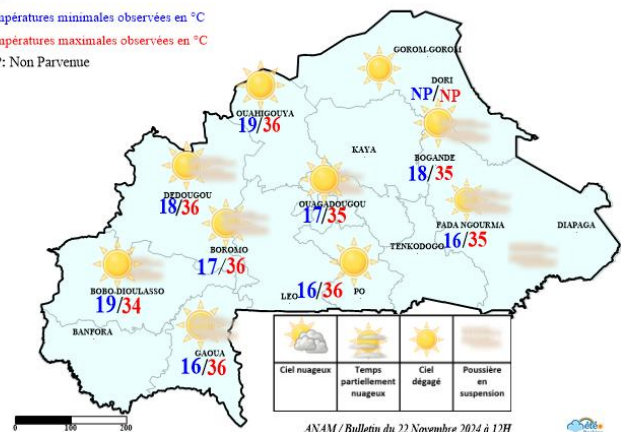 mpératures minimales observées en °C
mpératures maximales observées en °C
: Non Parvenue
GOROM-GOROM
DORI
NP/NP
OUAHIGOUYA
19/36
KAYA
BOGANDE
18/35
DEDOUGOU
18/36
OUAGADOUGOU
17/35
FADA NGOURMA
16/35
DIAPAGA
TENKODOGO
BOROMO
17/36
BOBO-DIOULASSO
19/34
LEO
16/36
PO
BANFORA
GAOUA
16/36
Ciel nuageux
Temps
partiellement
nuageux
Ciel
dégagé
Poussière
en
suspension
0 100 200
ANAM / Bulletin du 22 Novembre 2024 à 12H